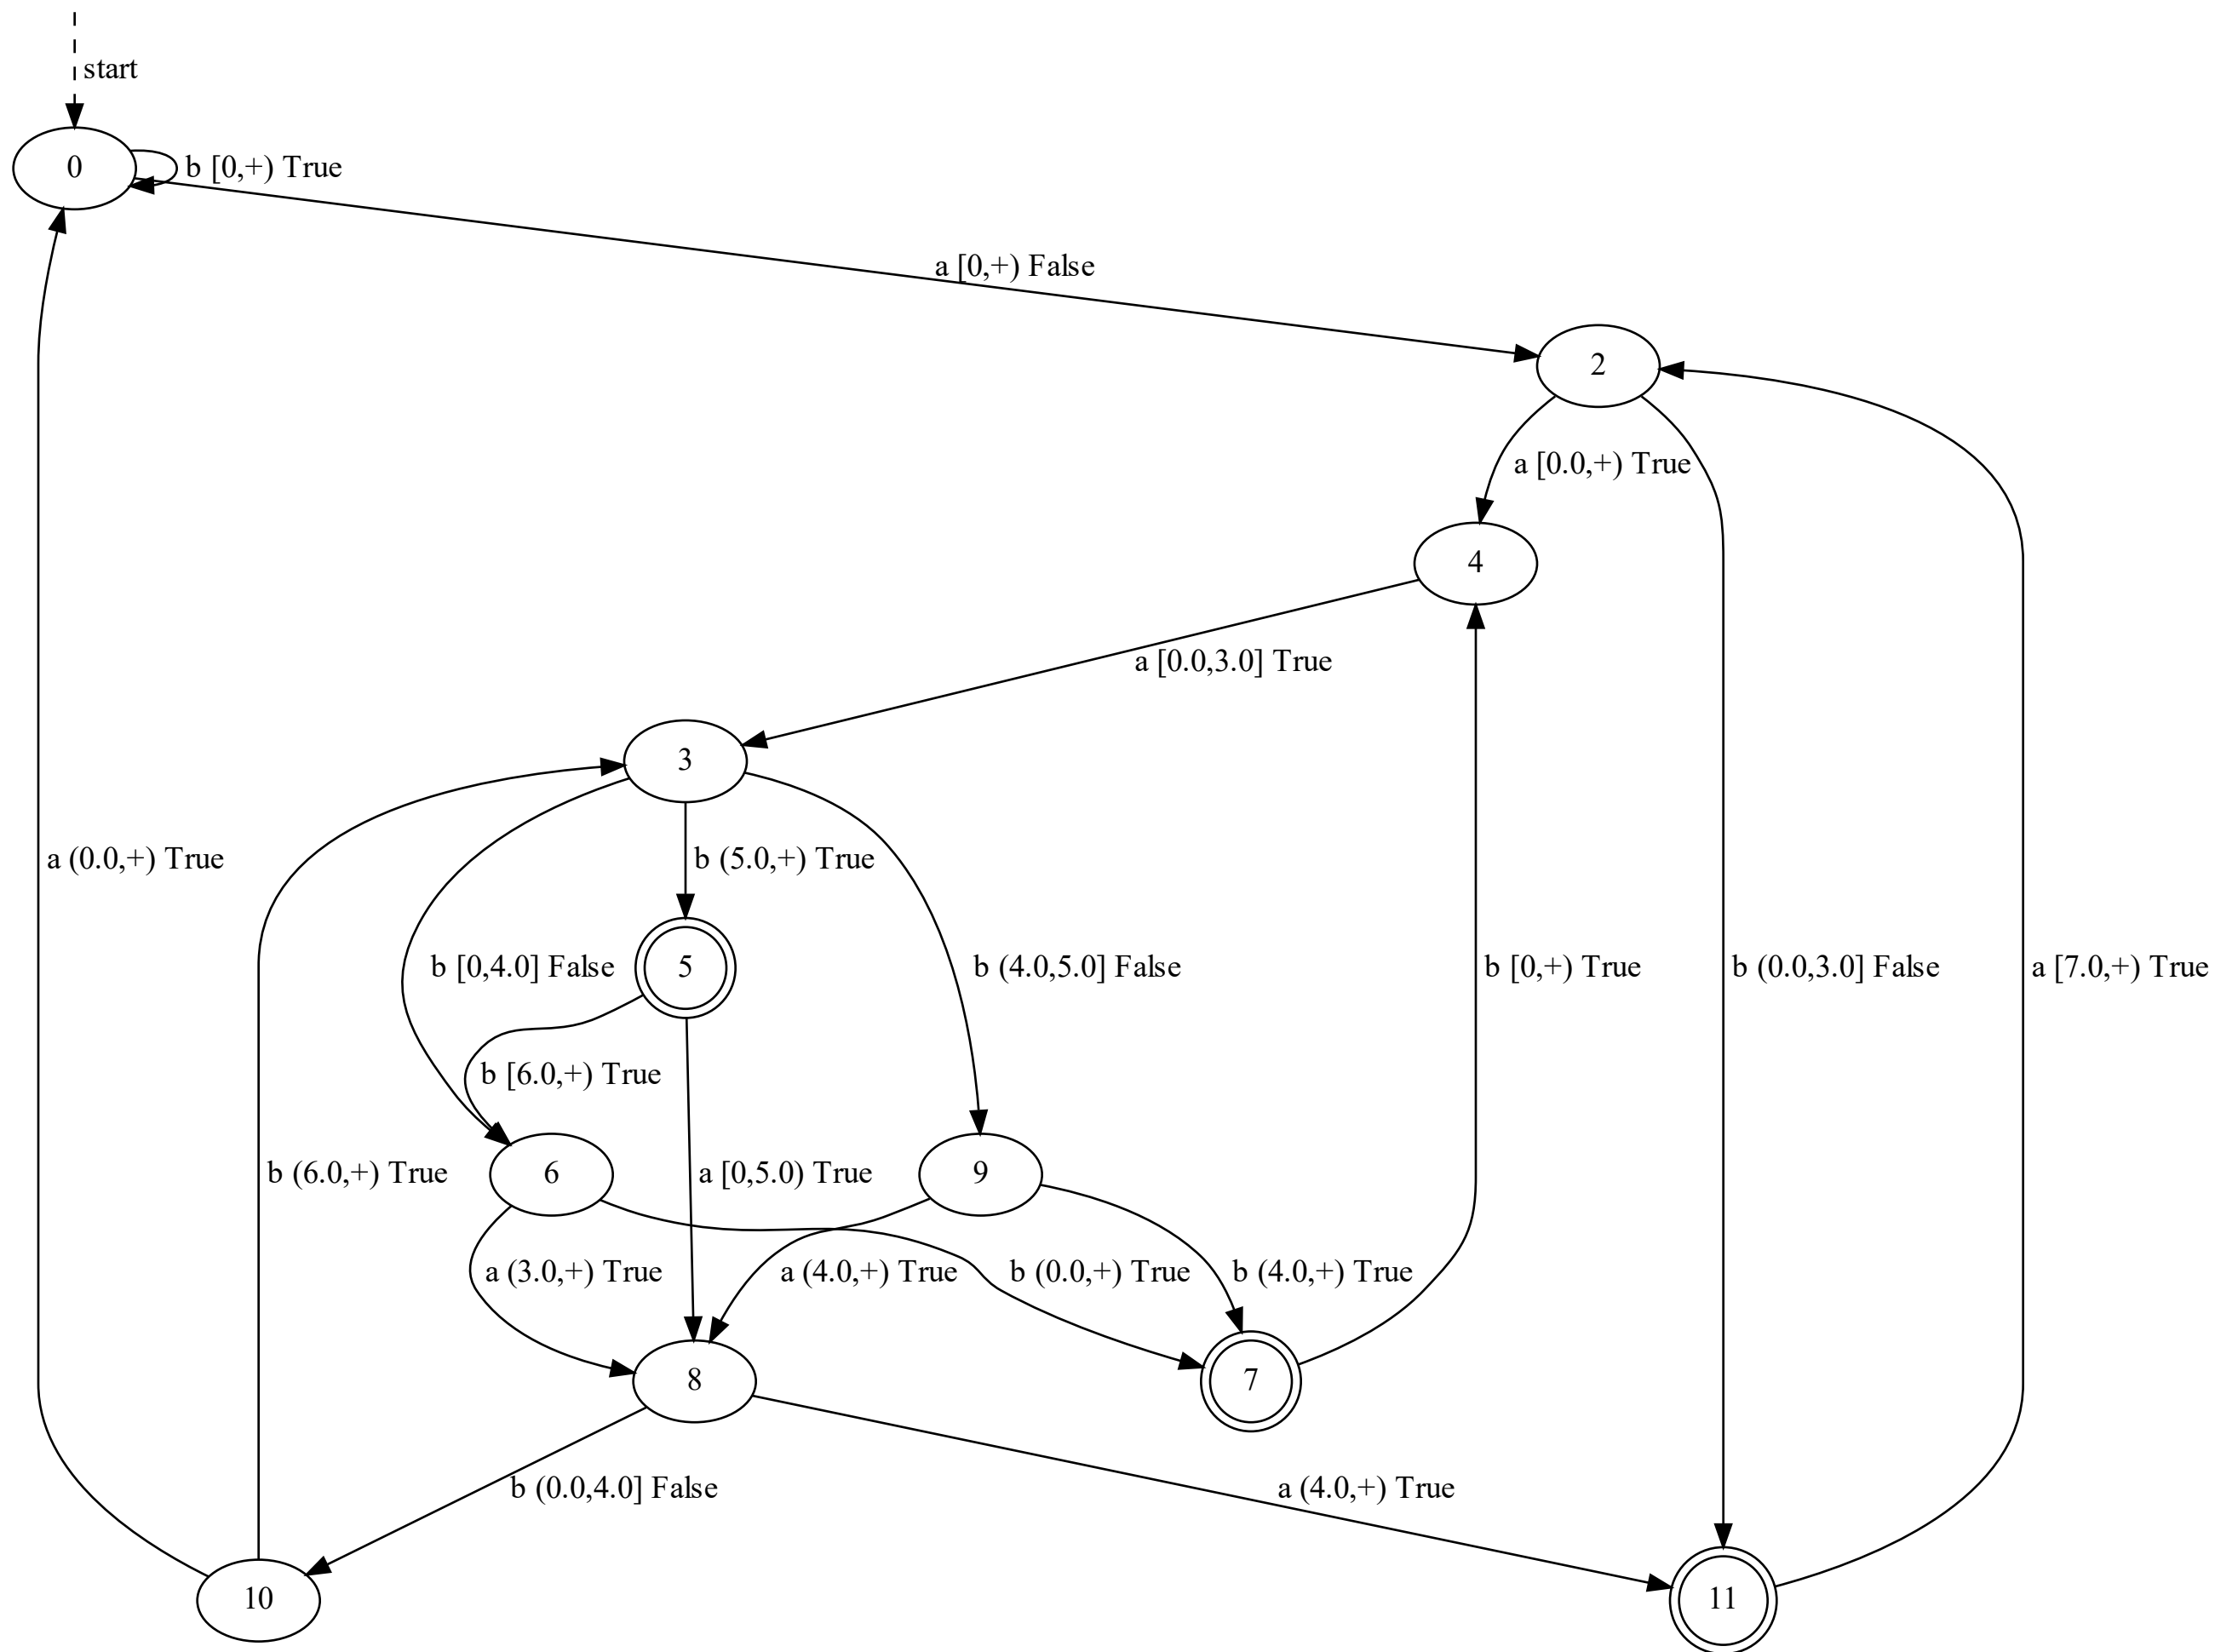 start
0
b [0,+) True
a [0,+) False
2
a [0.0,+) True
4
a [0.0,3.0] True
3
a (0.0,+) True
b (5.0,+) True
b [0,4.0] False
5
b (4.0,5.0] False
b [0,+) True
b (0.0,3.0] False
a [7.0,+) True
b [6.0,+) True
b (6.0,+) True
6
a [0,5.0) True
9
a (3.0,+) True
a (4.0,+) True
b (0.0,+) True
b (4.0,+) True
8
7
b (0.0,4.0] False
a (4.0,+) True
10
11